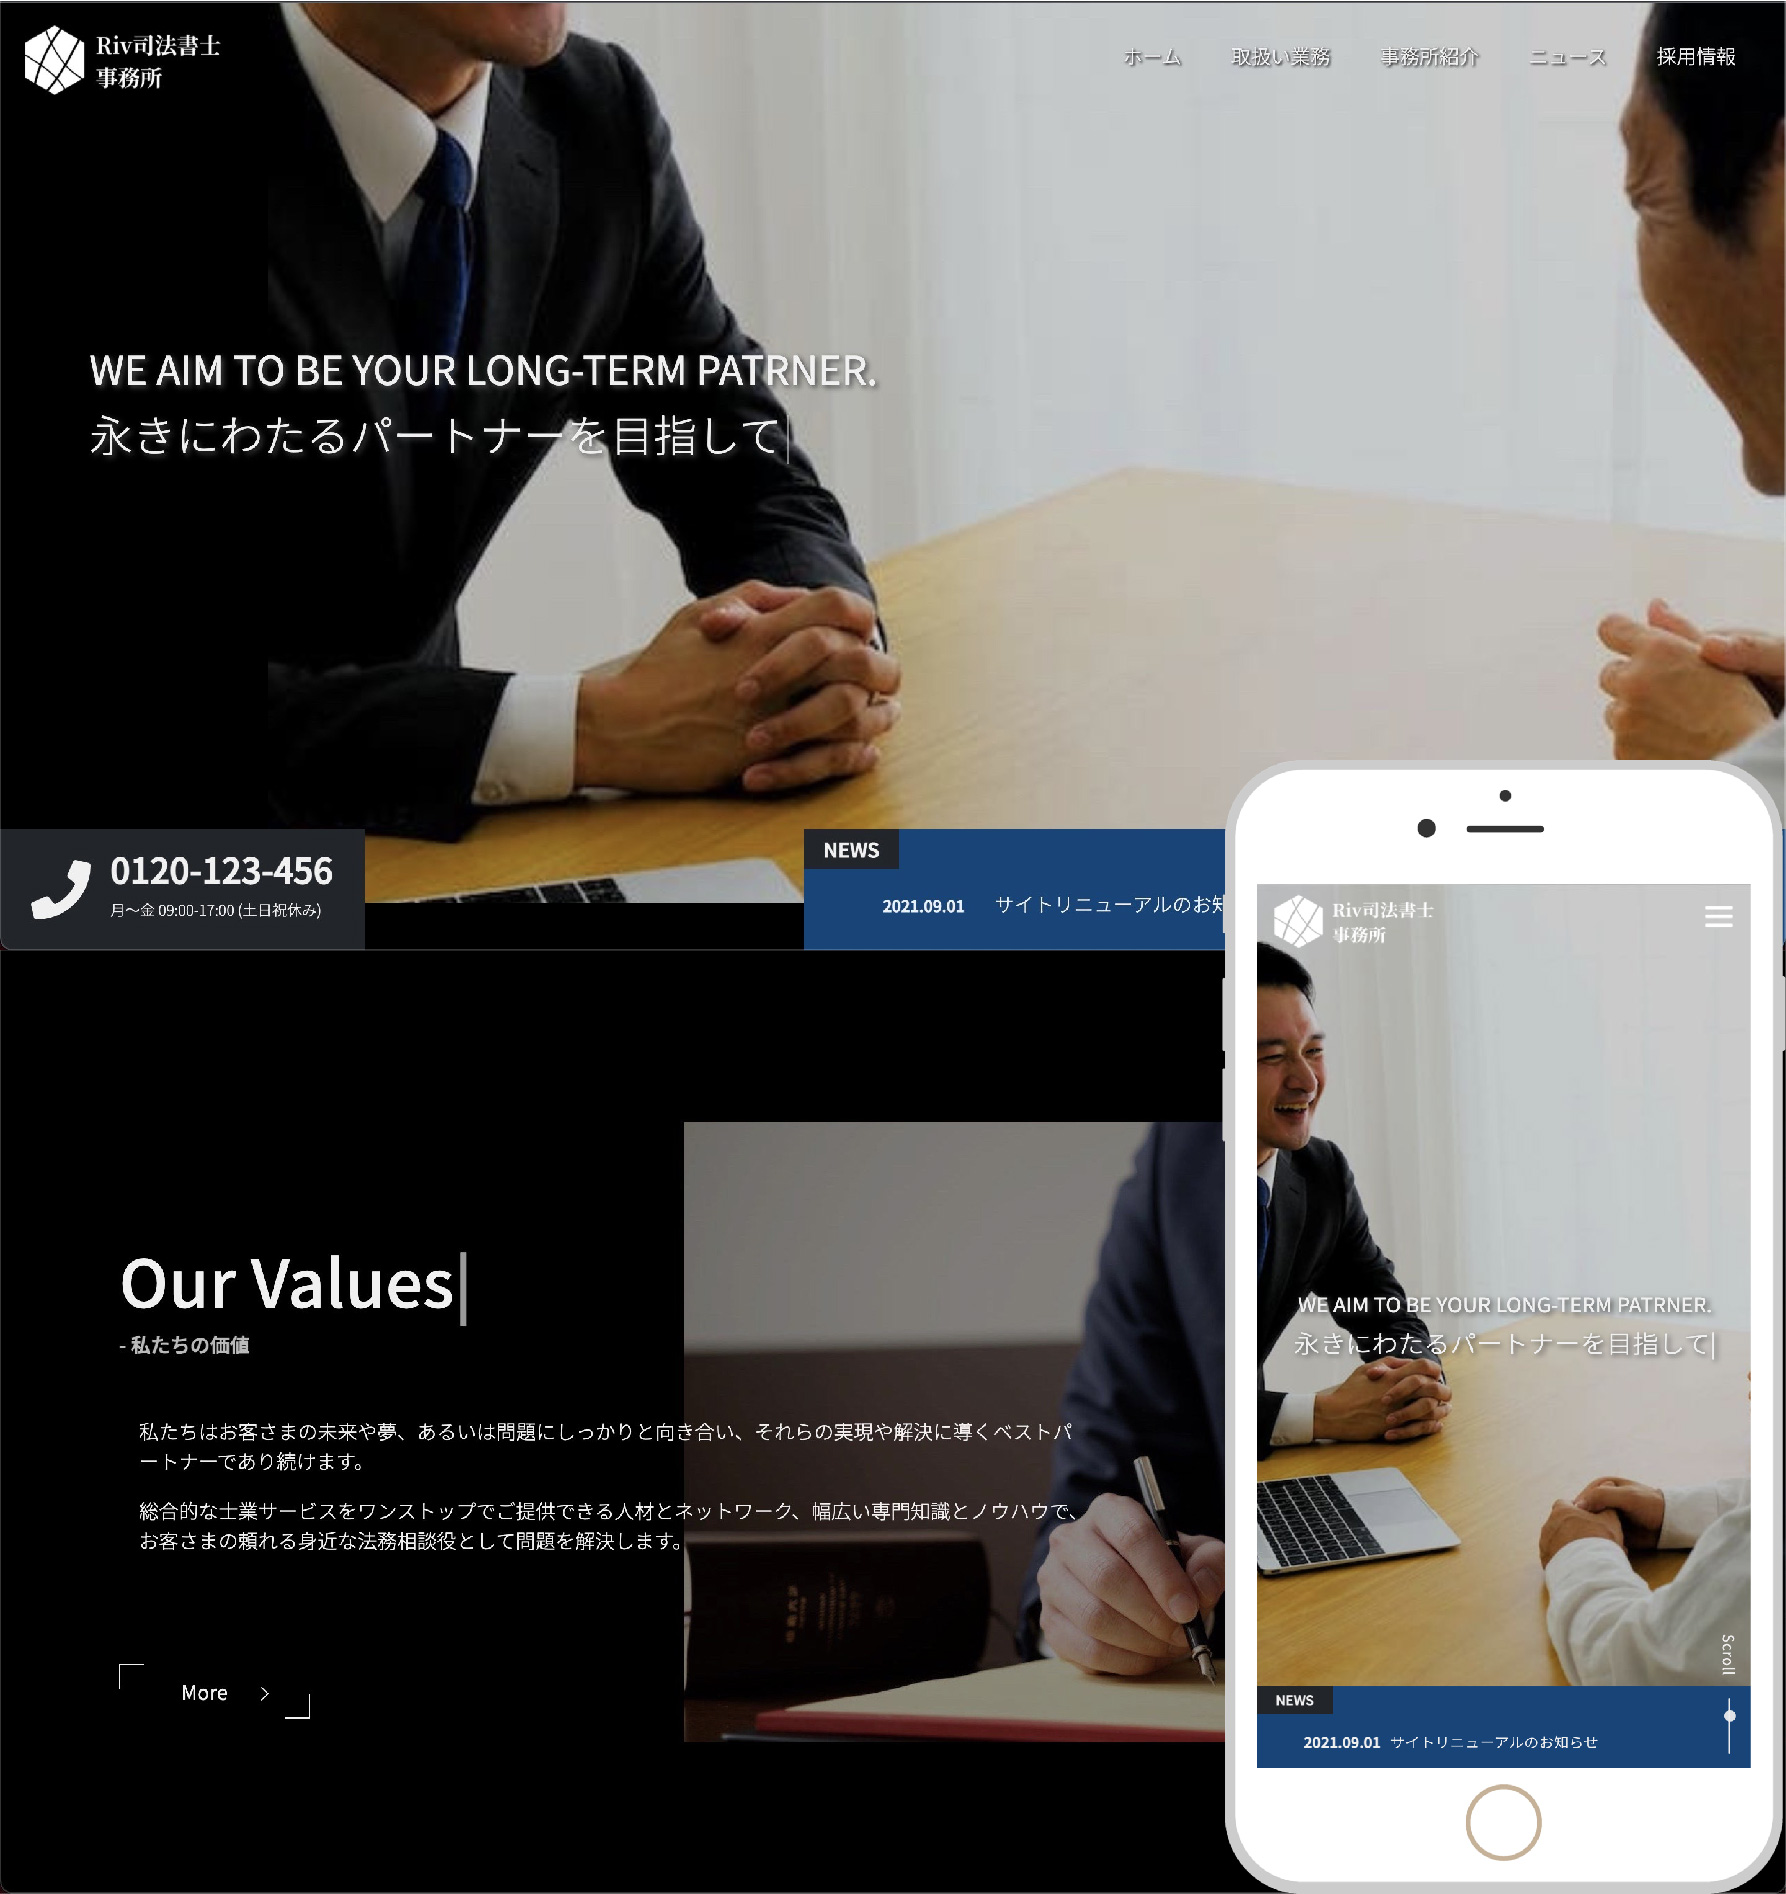 Riv司法書士
事務所
ホーム 取扱い業務 事務所紹介 ニュース 採用情報
WE AIM TO BE YOUR LONG-TERM PATRNER.
永きにわたるパートナーを目指して
0120-123-456
月〜金 09:00-17:00 (土日祝休み)
NEWS
2021.09.01 サイトリニューアルのお知
Our Values
- 私たちの価値
私たちはお客さまの未来や夢、あるいは問題にしっかりと向き合い、それらの実現や解決に導くベストパ
ートナーであり続けます。
総合的な士業サービスをワンストップでご提供できる人材とネットワーク、幅広い専門知識とノウハウで、
お客さまの頼れる身近な法務相談役として問題を解決します。
More
Riv司法書士
事務所
WE AIM TO BE YOUR LONG-TERM PATRNER.
永きにわたるパートナーを目指して
Scroll
NEWS
2021.09.01 サイトリニューアルのお知らせ